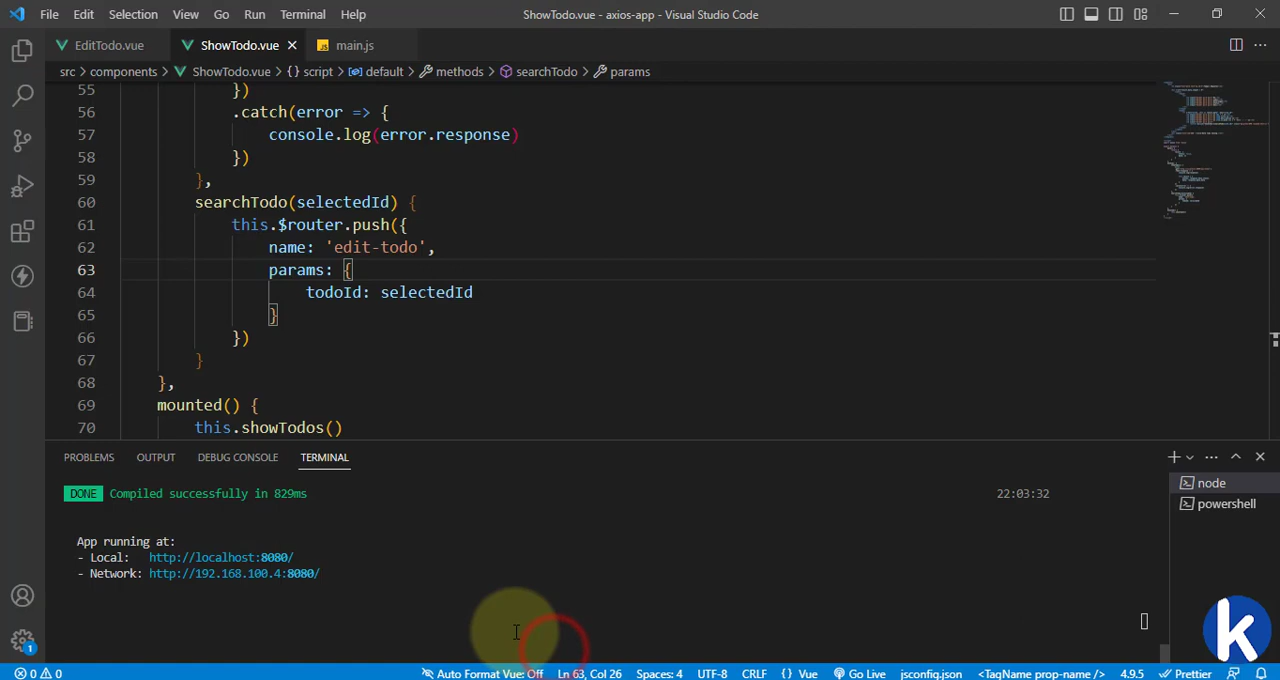 File Edit Selection View Go Run Terminal Help ShowTodo.vue - axios-app - Visual Studio Code
EditTodo.vue ShowTodo.vue main.js
src > components > ShowTodo.vue > {} script > default > methods > searchTodo > params
55 })
56 .catch(error => {
57 console.log(error.response)
58 })
59 },
60 searchTodo(selectedId) {
61 this.$router.push({
62 name: 'edit-todo',
63 params: {
64 todoId: selectedId
65 }
66 })
67 }
68 },
69 mounted() {
70 this.showTodos()
PROBLEMS OUTPUT DEBUG CONSOLE TERMINAL
node
powershell
DONE Compiled successfully in 829ms 22:03:32
App running at:
- Local: http://localhost:8080/
- Network: http://192.168.100.4:8080/
k
1
0 0 Auto Format Vue: Off Ln 63, Col 26 Spaces: 4 UTF-8 CRLF {} Vue Go Live jsconfig.json <TagName prop-name /> 4.9.5 Prettier